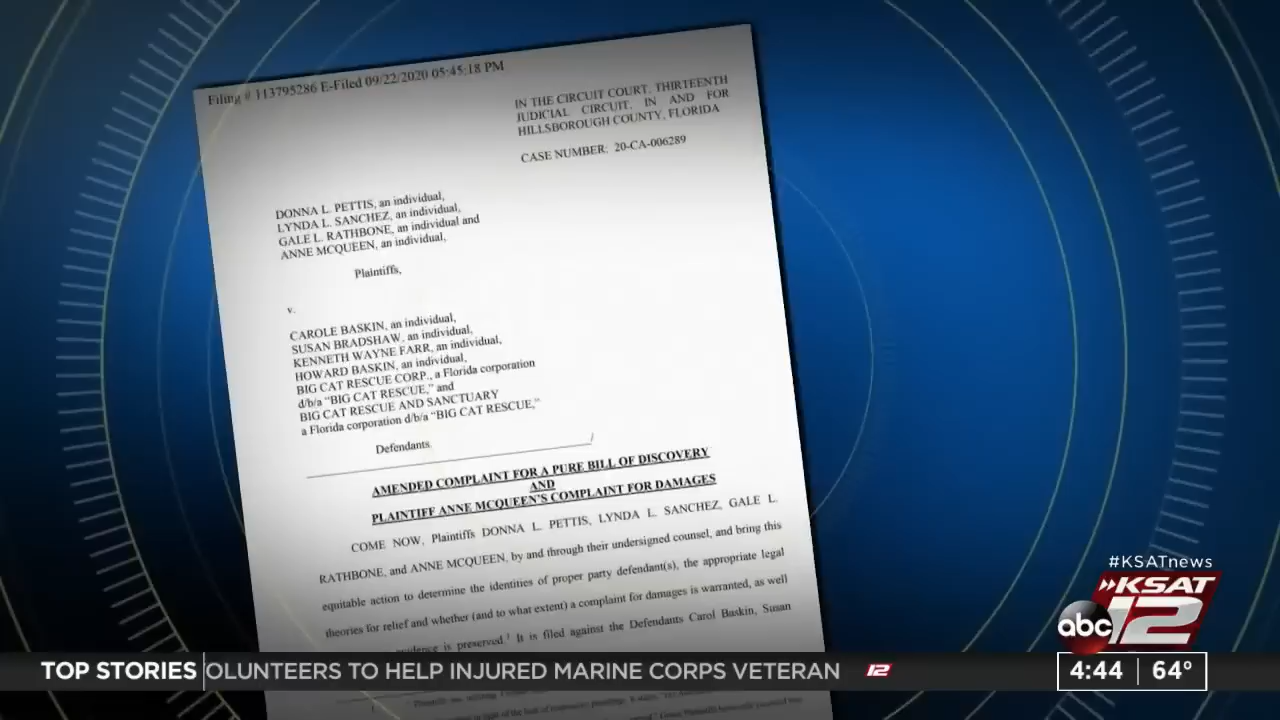 Filing # 113795286 E-Filed 09/22/2020 05:45:18 PM
IN THE CIRCUIT COURT, THIRTEENTH
JUDICIAL CIRCUIT, IN AND FOR
HILLSBOROUGH COUNTY, FLORIDA
CASE NUMBER: 20-CA-006289
DONNA L. PETTIS, an individual,
LYNDA L. SANCHEZ, an individual,
GALE L. RATHBONE, an individual and
ANNE MCQUEEN, an individual,
Plaintiffs,
v.
CAROLE BASKIN, an individual,
SUSAN BRADSHAW, an individual,
KENNETH WAYNE FARR, an individual,
HOWARD BASKIN, an individual,
BIG CAT RESCUE CORP., a Florida corporation
d/b/a “BIG CAT RESCUE,” and
BIG CAT RESCUE AND SANCTUARY
a Florida corporation d/b/a “BIG CAT RESCUE,”
Defendants.
/
AMENDED COMPLAINT FOR A PURE BILL OF DISCOVERY
AND
PLAINTIFF ANNE MCQUEEN'S COMPLAINT FOR DAMAGES
COME NOW, Plaintiffs DONNA L. PETTIS, LYNDA L. SANCHEZ, GALE L.
RATHBONE, and ANNE MCQUEEN, by and through their undersigned counsel, and bring this
equitable action to determine the identities of proper party defendant(s), the appropriate legal
theories for relief and whether (and to what extent) a complaint for damages is warranted, as well
is preserved.¹ It is filed against the Defendants Carol Baskin, Susan
#KSATnews
KSAT
abc 12
TOP STORIES OLUNTEERS TO HELP INJURED MARINE CORPS VETERAN 12
4:44 64°